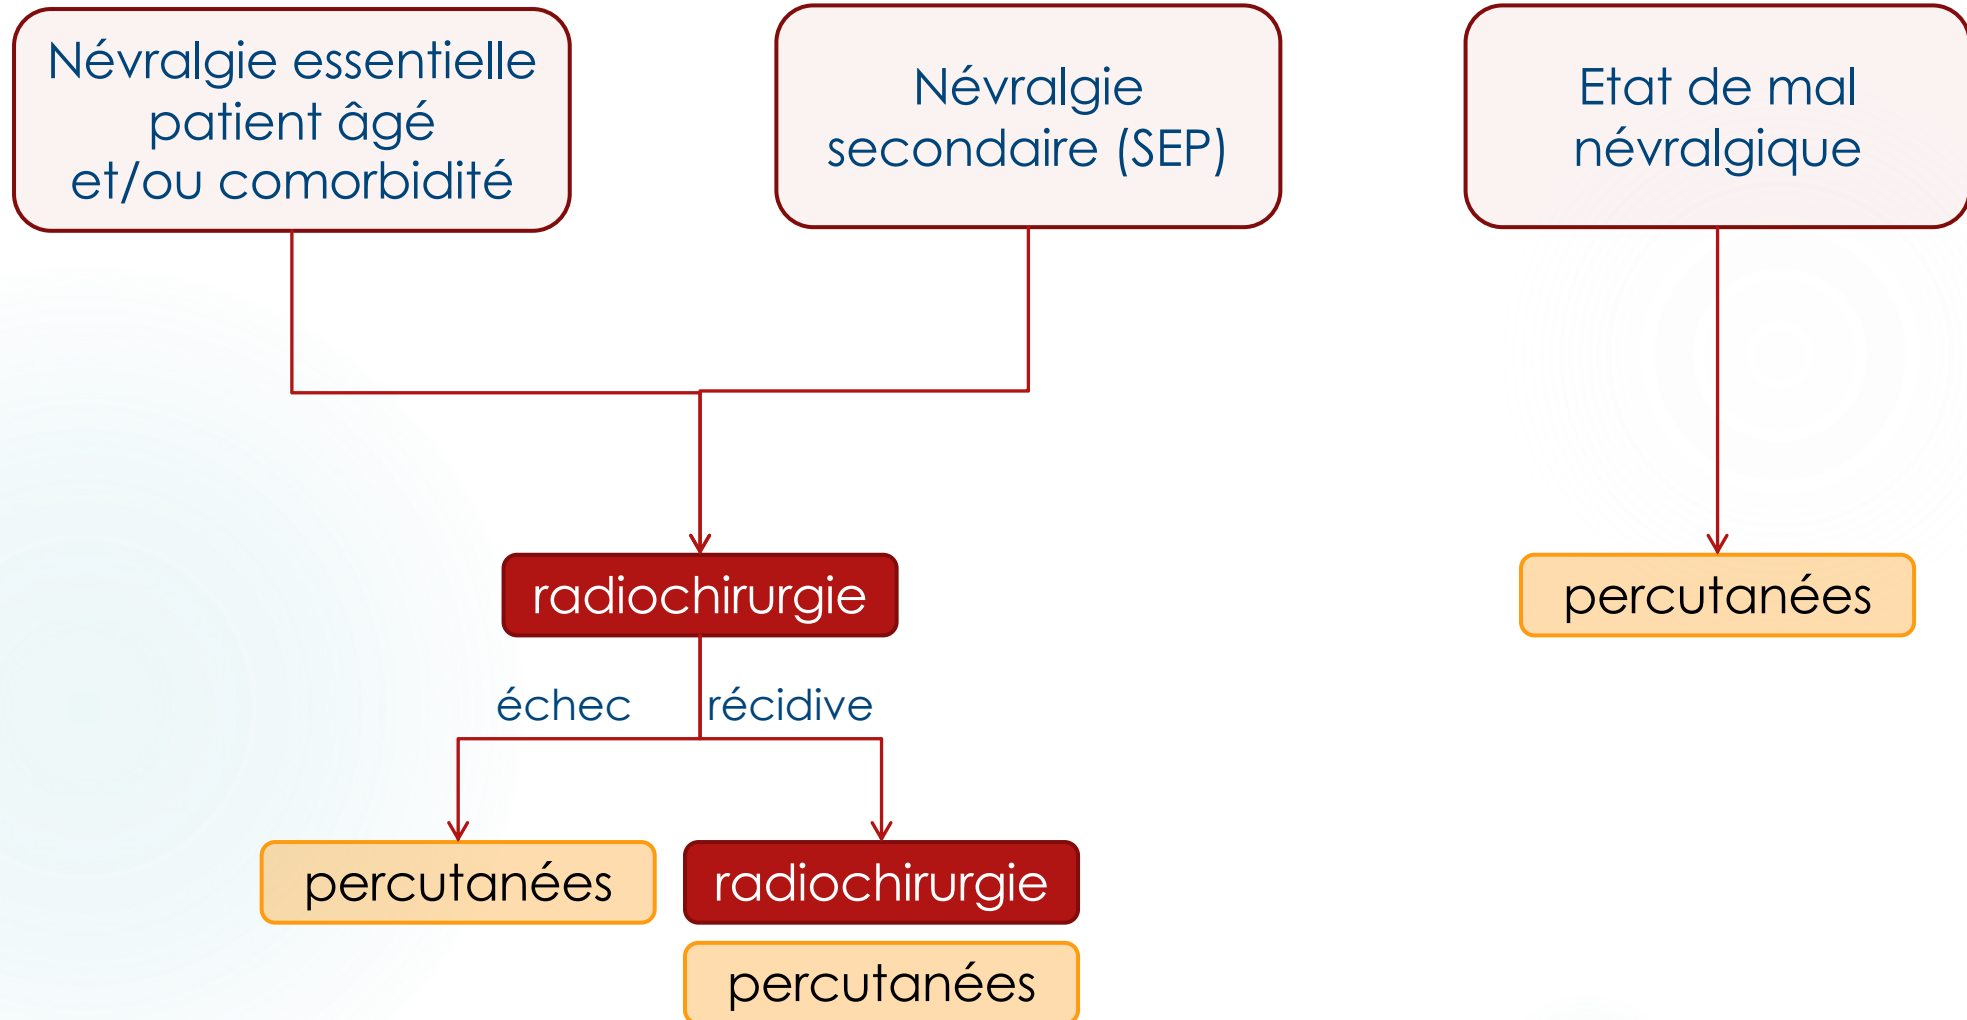 Névralgie essentielle
patient âgé
et/ou comorbidité
Névralgie
secondaire (SEP)
Etat de mal
névralgique
radiochirurgie
percutanées
échec
récidive
percutanées
radiochirurgie
percutanées